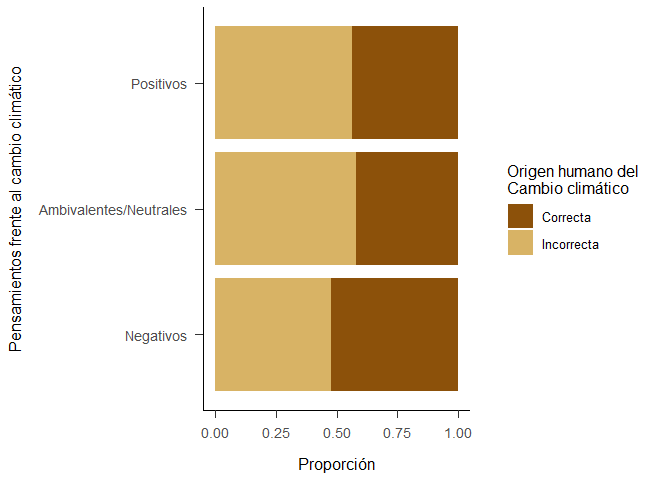 Pensamientos frente al cambio climático
Positivos
Ambivalentes/Neutrales
Negativos
0.00 0.25 0.50 0.75 1.00
Proporción
Origen humano del
Cambio climático
Correcta
Incorrecta